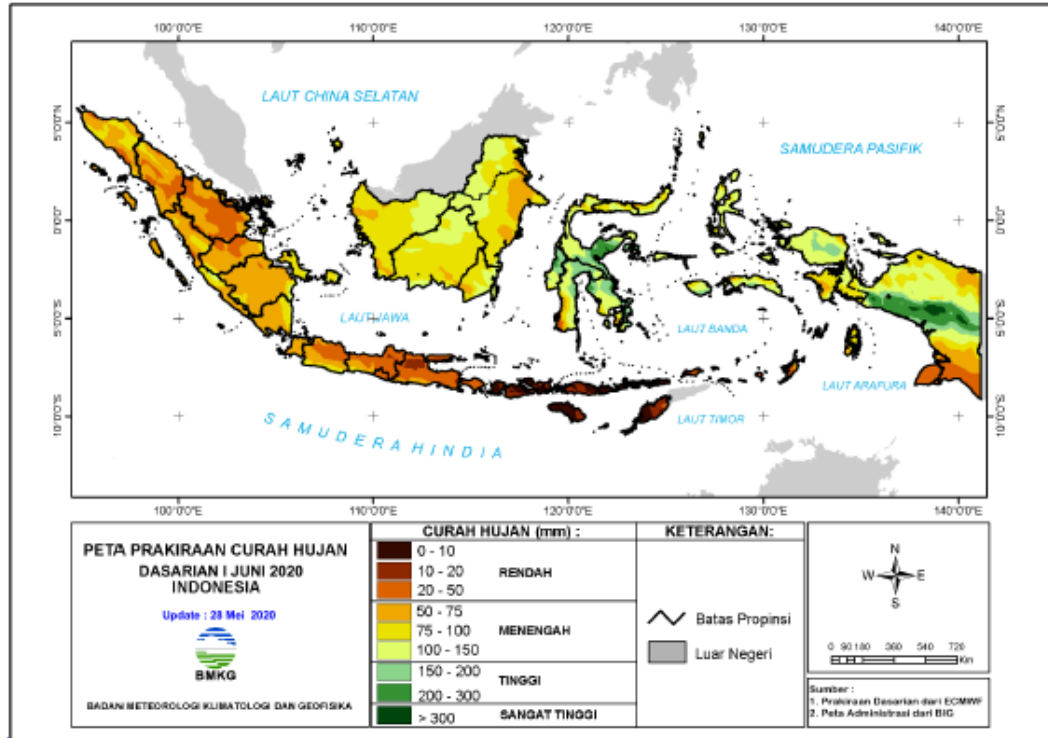 100°0'0"E 110°0'0"E 120°0'0"E 130°0'0"E 140°0'0"E
LAUT CHINA SELATAN
SAMUDERA PASIFIK
5°0'0"N 5°0'0"N
0°0'0" 0°0'0"
5°0'0"S 5°0'0"S
10°0'0"S 10°0'0"S
LAUT JAWA
LAUT BANDA
LAUT ARAFURA
LAUT TIMOR
SAMUDERA HINDIA
100°0'0"E 110°0'0"E 120°0'0"E 130°0'0"E 140°0'0"E
PETA PRAKIRAAN CURAH HUJAN
DASARIAN I JUNI 2020
INDONESIA
Update : 28 Mei 2020
BMKG
BADAN METEOROLOGI KLIMATOLOGI DAN GEOFISIKA
CURAH HUJAN (mm) :
0 - 10
10 - 20 RENDAH
20 - 50
50 - 75
75 - 100 MENENGAH
100 - 150
150 - 200 TINGGI
200 - 300
> 300 SANGAT TINGGI
KETERANGAN:
Batas Propinsi
Luar Negeri
N
W E
S
0 90 180 360 540 720
Km
Sumber :
1. Prakiraan Dasarian dari ECMWF
2. Peta Administrasi dari BIG